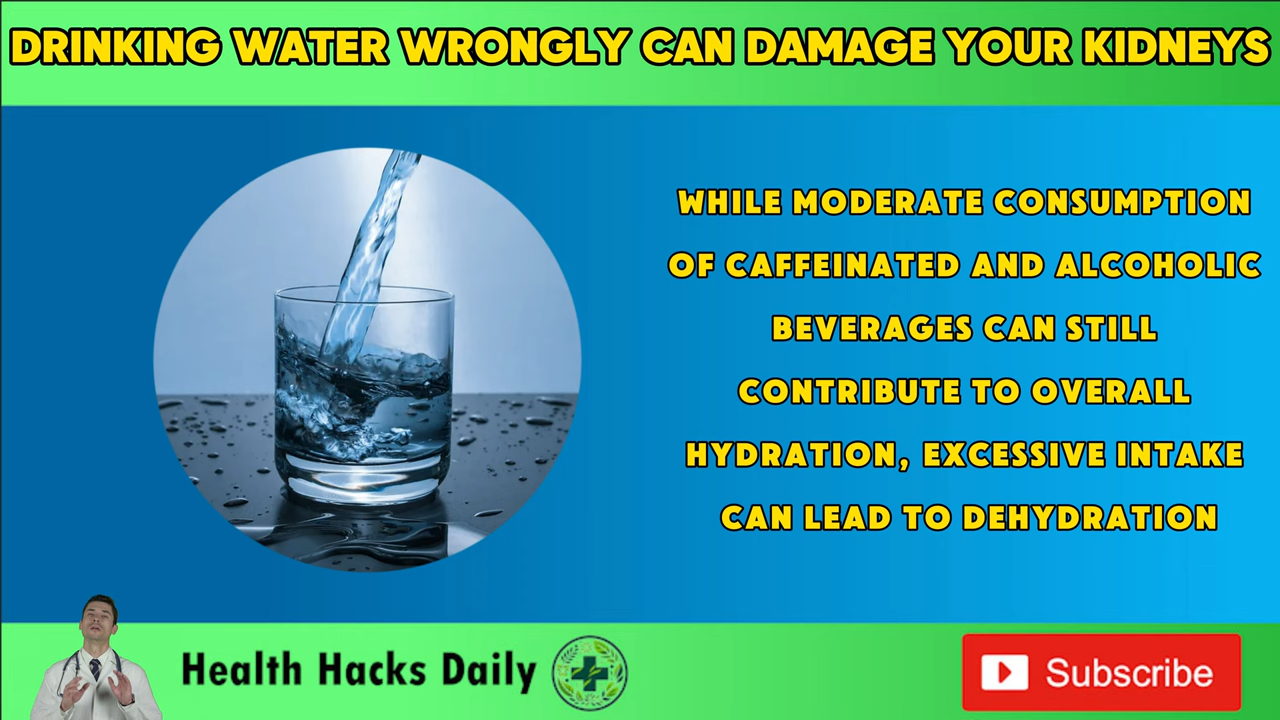 DRINKING WATER WRONGLY CAN DAMAGE YOUR KIDNEYS
WHILE MODERATE CONSUMPTION
OF CAFFEINATED AND ALCOHOLIC
BEVERAGES CAN STILL
CONTRIBUTE TO OVERALL
HYDRATION, EXCESSIVE INTAKE
CAN LEAD TO DEHYDRATION
Health Hacks Daily
Subscribe